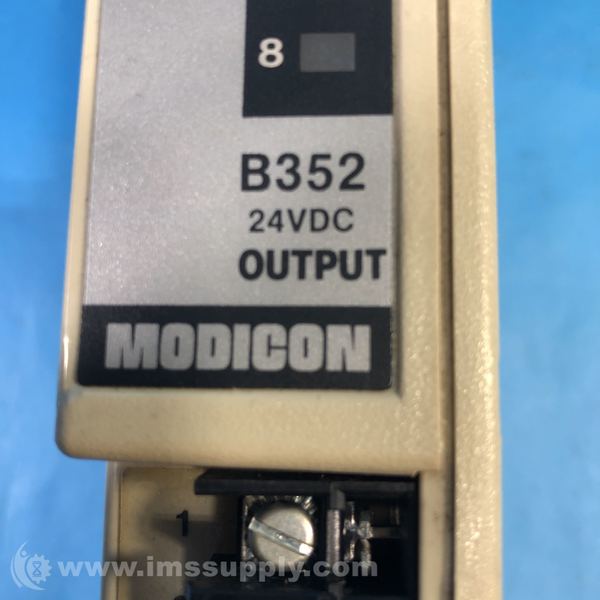 8
B352
24VDC
OUTPUT
MODICON
1
www.imssupply.com